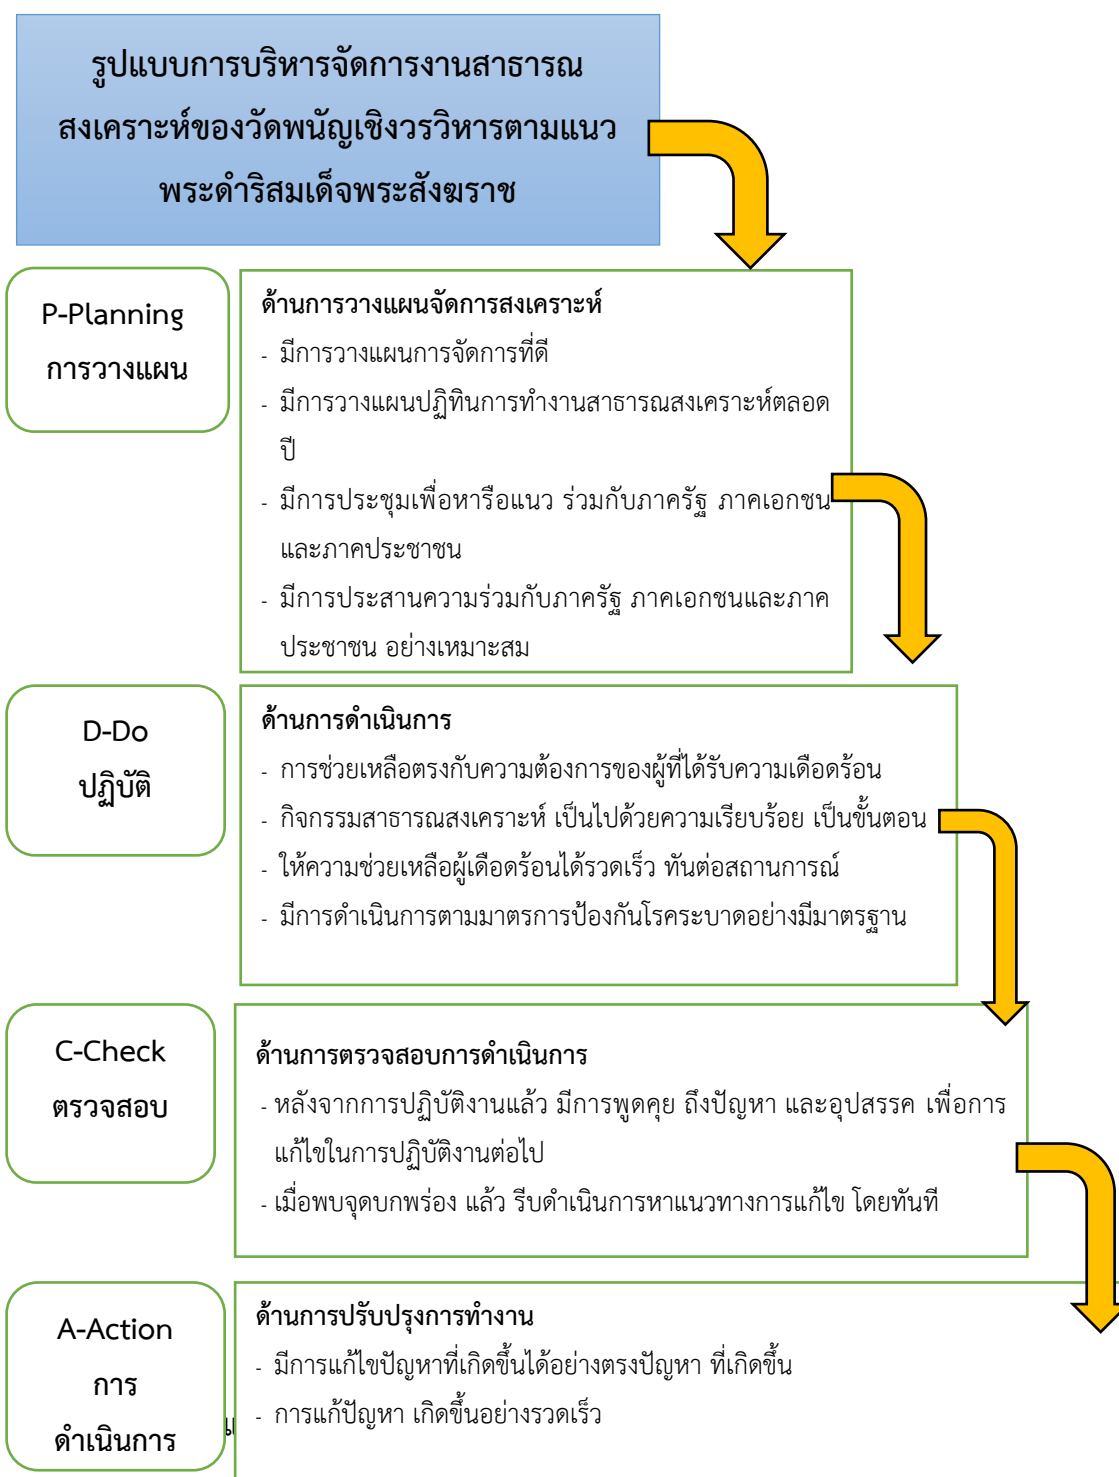 รูปแบบการบริหารจัดการงานสาธารณ
สงเคราะห์ของวัดพนัญเชิงวรวิหารตามแนว
พระดำริสมเด็จพระสังฆราช
P-Planning
การวางแผน
ด้านการวางแผนจัดการสงเคราะห์
- มีการวางแผนการจัดการที่ดี
- มีการวางแผนปฏิทินการทำงานสาธารณสงเคราะห์ตลอด
ปี
- มีการประชุมเพื่อหารือแนว ร่วมกับภาครัฐ ภาคเอกชน
และภาคประชาชน
- มีการประสานความร่วมกับภาครัฐ ภาคเอกชนและภาค
ประชาชน อย่างเหมาะสม
D-Do
ปฏิบัติ
ด้านการดำเนินการ
- การช่วยเหลือตรงกับความต้องการของผู้ที่ได้รับความเดือดร้อน
- กิจกรรมสาธารณสงเคราะห์ เป็นไปด้วยความเรียบร้อย เป็นขั้นตอน
- ให้ความช่วยเหลือผู้เดือดร้อนได้รวดเร็ว ทันต่อสถานการณ์
- มีการดำเนินการตามมาตรการป้องกันโรคระบาดอย่างมีมาตรฐาน
C-Check
ตรวจสอบ
ด้านการตรวจสอบการดำเนินการ
- หลังจากการปฏิบัติงานแล้ว มีการพูดคุย ถึงปัญหา และอุปสรรค เพื่อการ
แก้ไขในการปฏิบัติงานต่อไป
- เมื่อพบจุดบกพร่อง แล้ว รีบดำเนินการหาแนวทางการแก้ไข โดยทันที
A-Action
การ
ดำเนินการ
ด้านการปรับปรุงการทำงาน
- มีการแก้ไขปัญหาที่เกิดขึ้นได้อย่างตรงปัญหา ที่เกิดขึ้น
- การแก้ปัญหา เกิดขึ้นอย่างรวดเร็ว